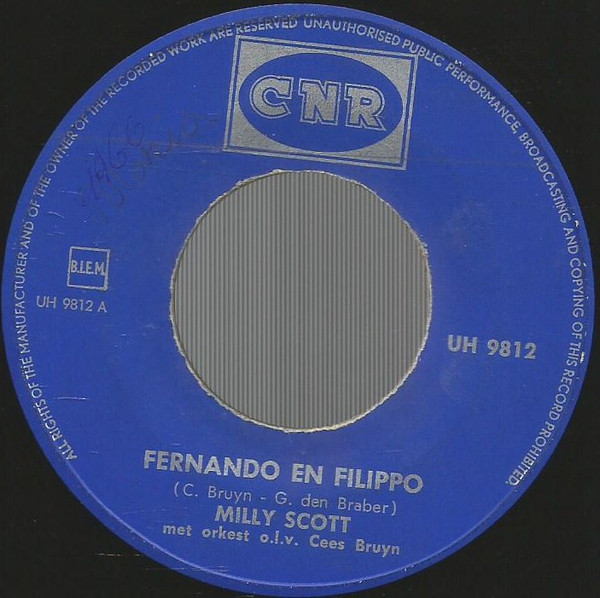 ALL RIGHTS OF THE MANUFACTURER AND OF THE OWNER OF THE RECORDED WORK ARE RESERVED UNAUTHORISED PUBLIC PERFORMANCE, BROADCASTING AND COPYING OF THIS RECORD PROHIBITED.
CNR
B.I.E.M.
UH 9812 A
UH 9812
FERNANDO EN FILIPPO
(C. Bruyn - G. den Braber)
MILLY SCOTT
met orkest o.l.v. Cees Bruyn